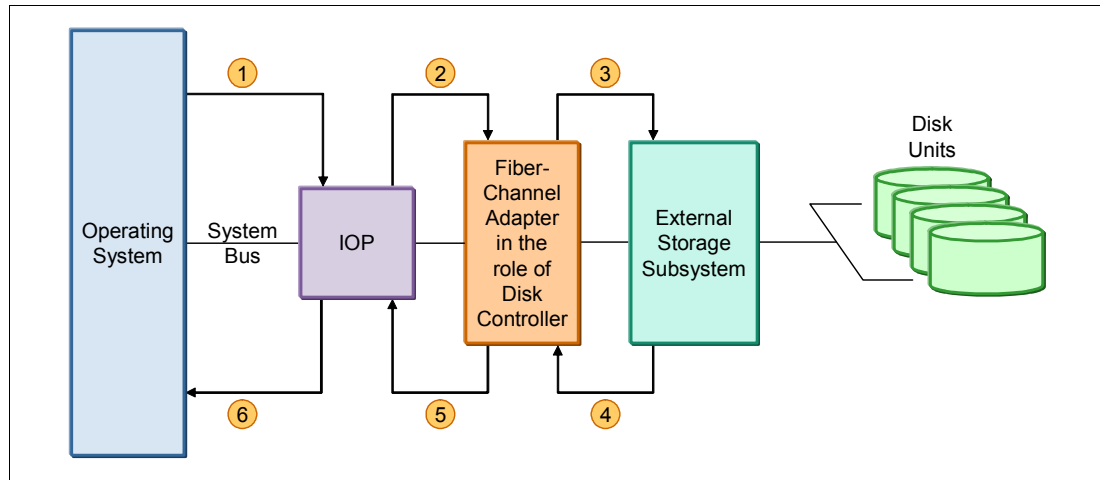 1
2
3
Operating
System
System
Bus
IOP
Fiber-
Channel
Adapter
in the
role of
Disk
Controller
External
Storage
Subsystem
Disk
Units
6
5
4